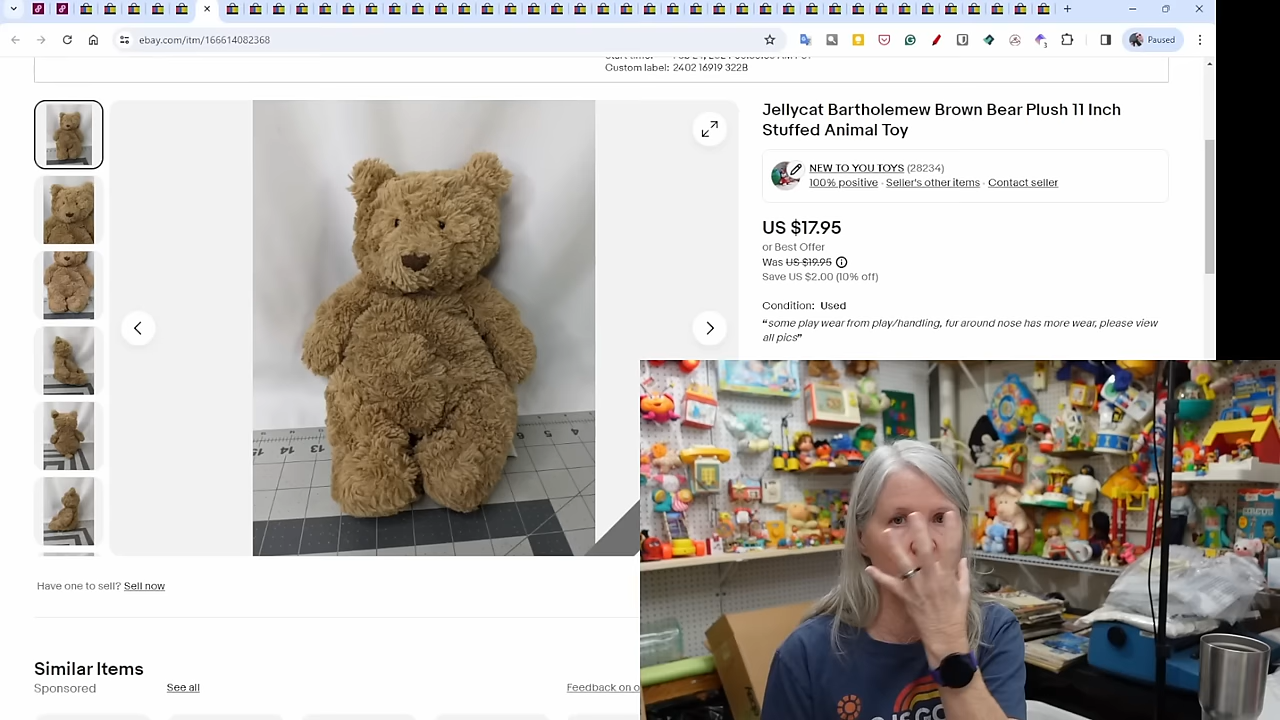 ebay.com/itm/166614082368
Paused
Custom label: 2402 16919 322B
Jellycat Bartholemew Brown Bear Plush 11 Inch
Stuffed Animal Toy
NEW TO YOU TOYS (28234)
100% positive · Seller's other items · Contact seller
US $17.95
or Best Offer
Was US $19.95
Save US $2.00 (10% off)
Condition: Used
“some play wear from play/handling, fur around nose has more wear, please view
all pics”
Have one to sell? Sell now
Similar Items
Sponsored
See all
Feedback on